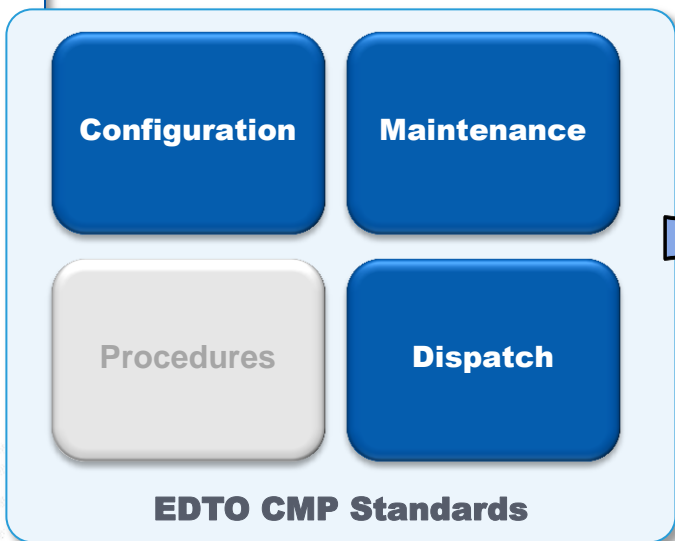 Configuration
Maintenance
Procedures
Dispatch
EDTO CMP Standards